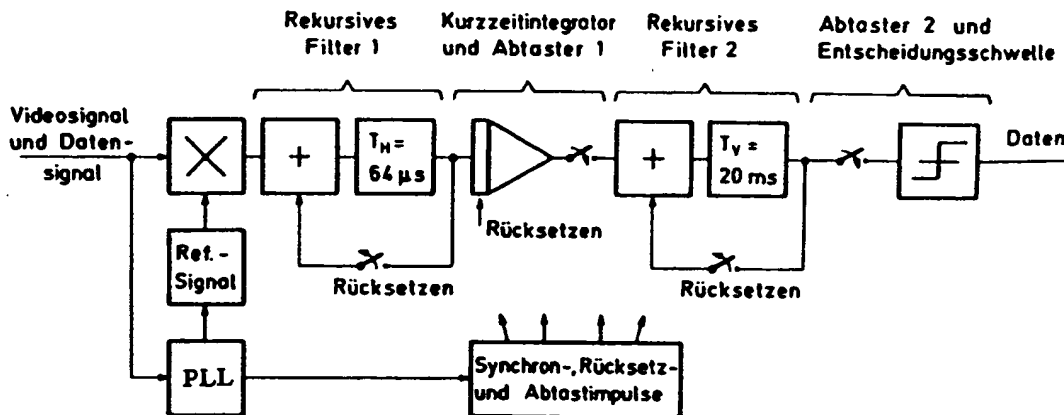 Rekursives
Filter 1
Kurzzeitintegrator
und Abtaster 1
Rekursives
Filter 2
Abtaster 2 und
Entscheidungsschwelle
Videosignal
und Daten-
signal
+
T_H =
64 µs
+
T_V =
20 ms
Daten
Rücksetzen
Ref.-
Signal
Rücksetzen
Rücksetzen
PLL
Synchron-, Rücksetz-
und Abtastimpulse